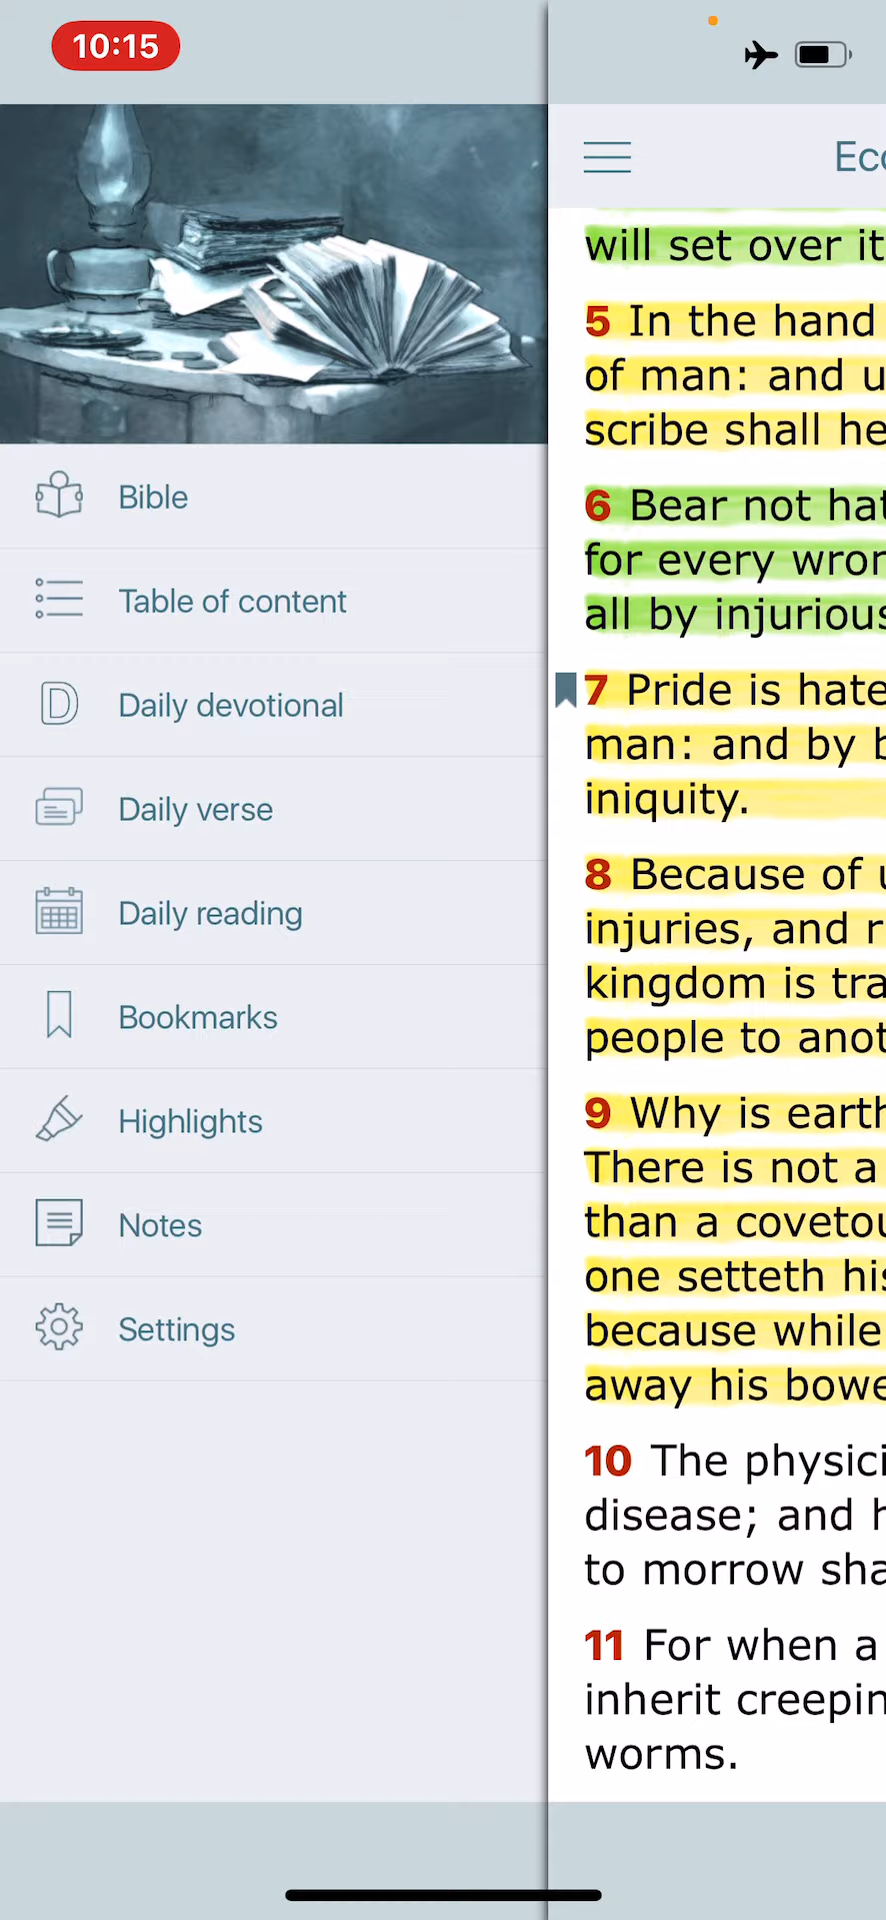 10:15
Bible
Table of content
Daily devotional
Daily verse
Daily reading
Bookmarks
Highlights
Notes
Settings
will set over it
5 In the hand
of man: and u
scribe shall he
6 Bear not hat
for every wron
all by injurious
7 Pride is hate
man: and by b
iniquity.
8 Because of u
injuries, and r
kingdom is tra
people to anot
9 Why is earth
There is not a
than a covetou
one setteth his
because while
away his bowe
10 The physici
disease; and h
to morrow sha
11 For when a
inherit creepin
worms.